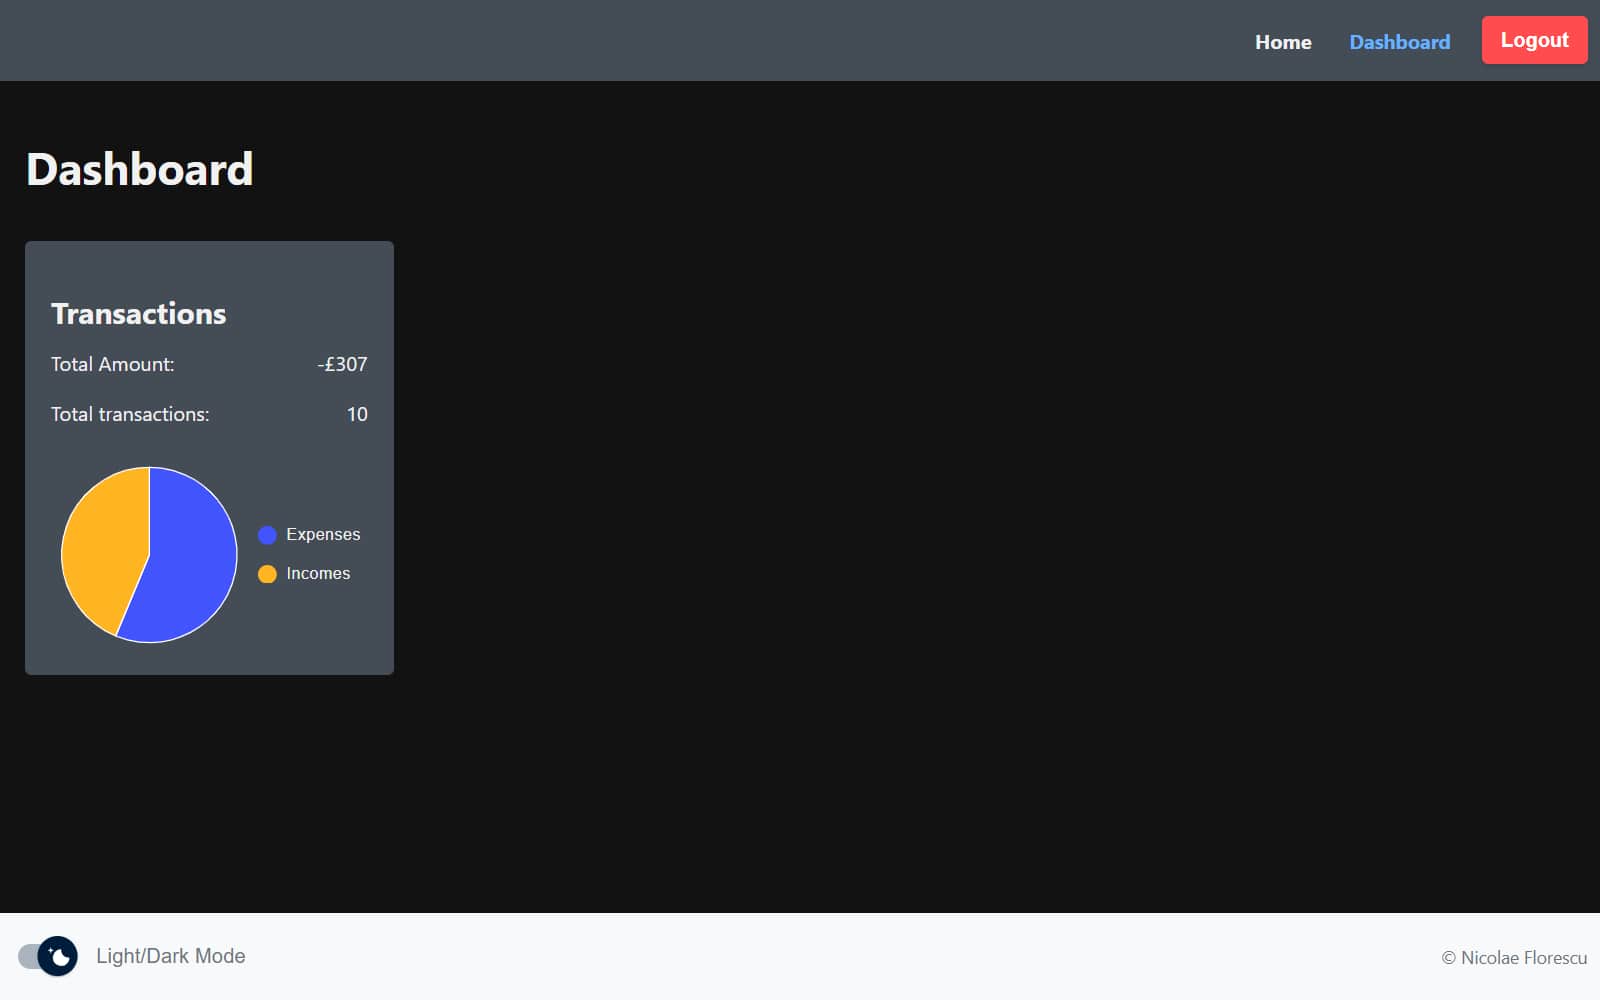 Home Dashboard Logout
Dashboard
Transactions
Total Amount: -£307
Total transactions: 10
Expenses
Incomes
Light/Dark Mode
© Nicolae Florescu